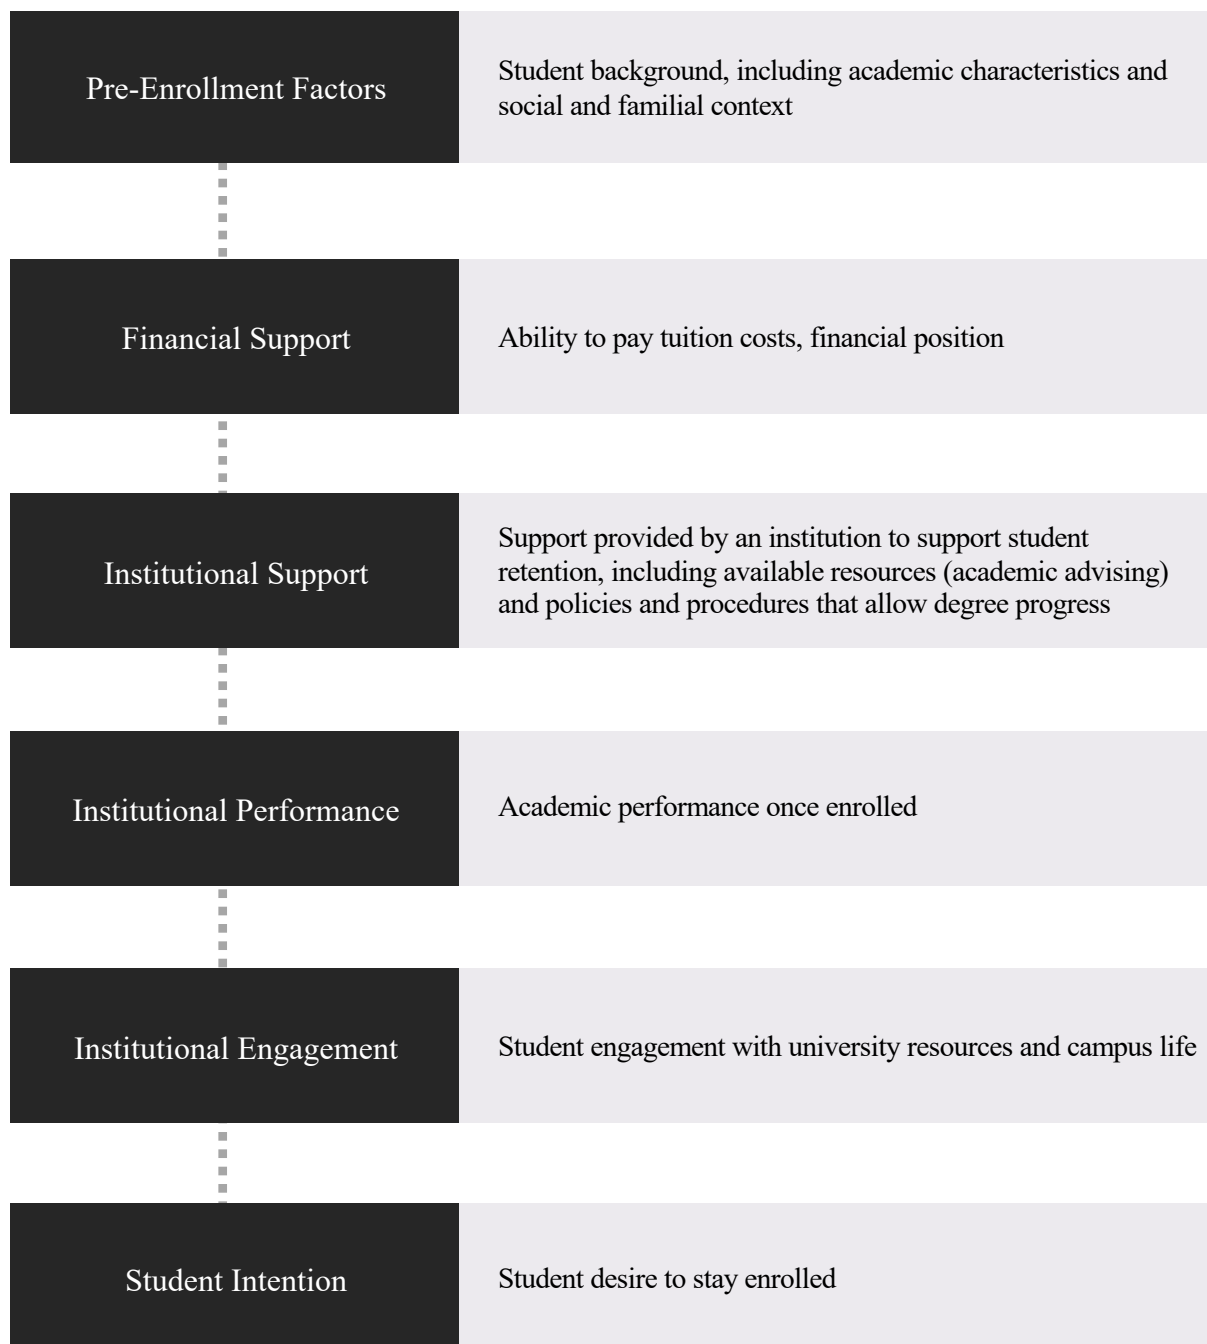 Pre-Enrollment Factors
Student background, including academic characteristics and
social and familial context
Financial Support
Ability to pay tuition costs, financial position
Institutional Support
Support provided by an institution to support student
retention, including available resources (academic advising)
and policies and procedures that allow degree progress
Institutional Performance
Academic performance once enrolled
Institutional Engagement
Student engagement with university resources and campus life
Student Intention
Student desire to stay enrolled